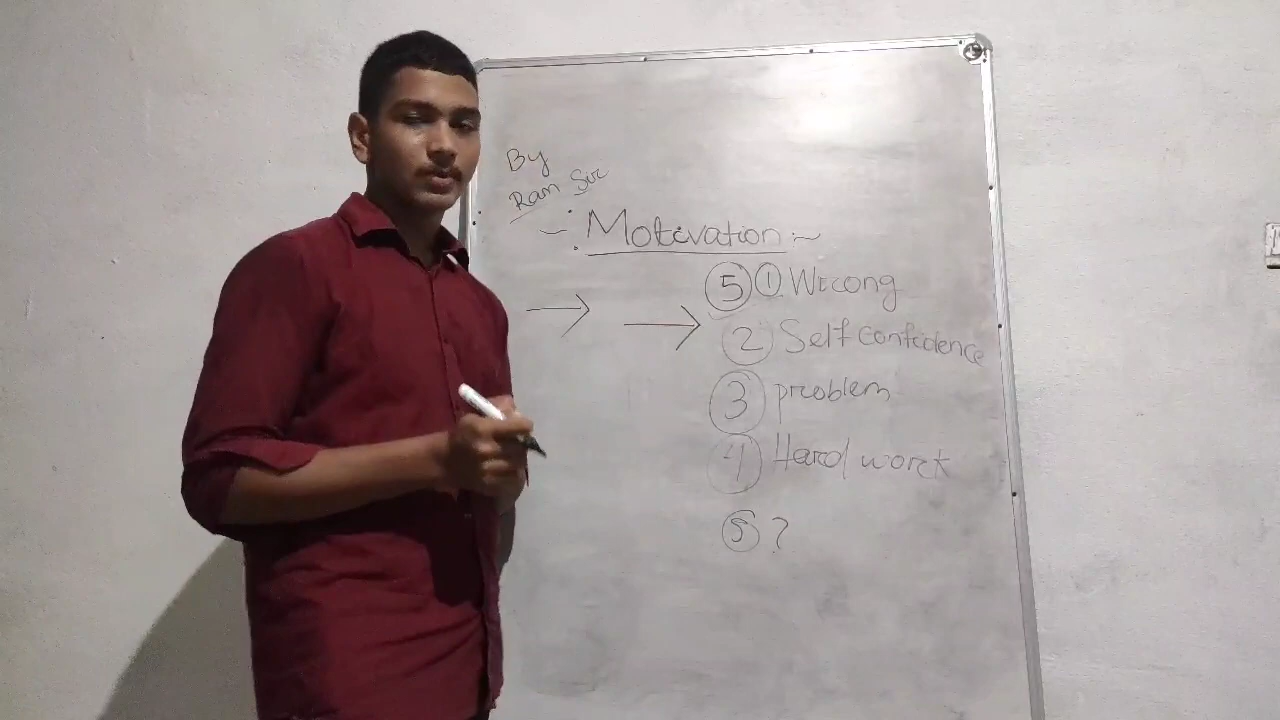 By
Ram Sir
-: Motivation :-
→ → ⑤ ① Wrong
② Self confidence
③ problem
④ Hard work
⑤ ?